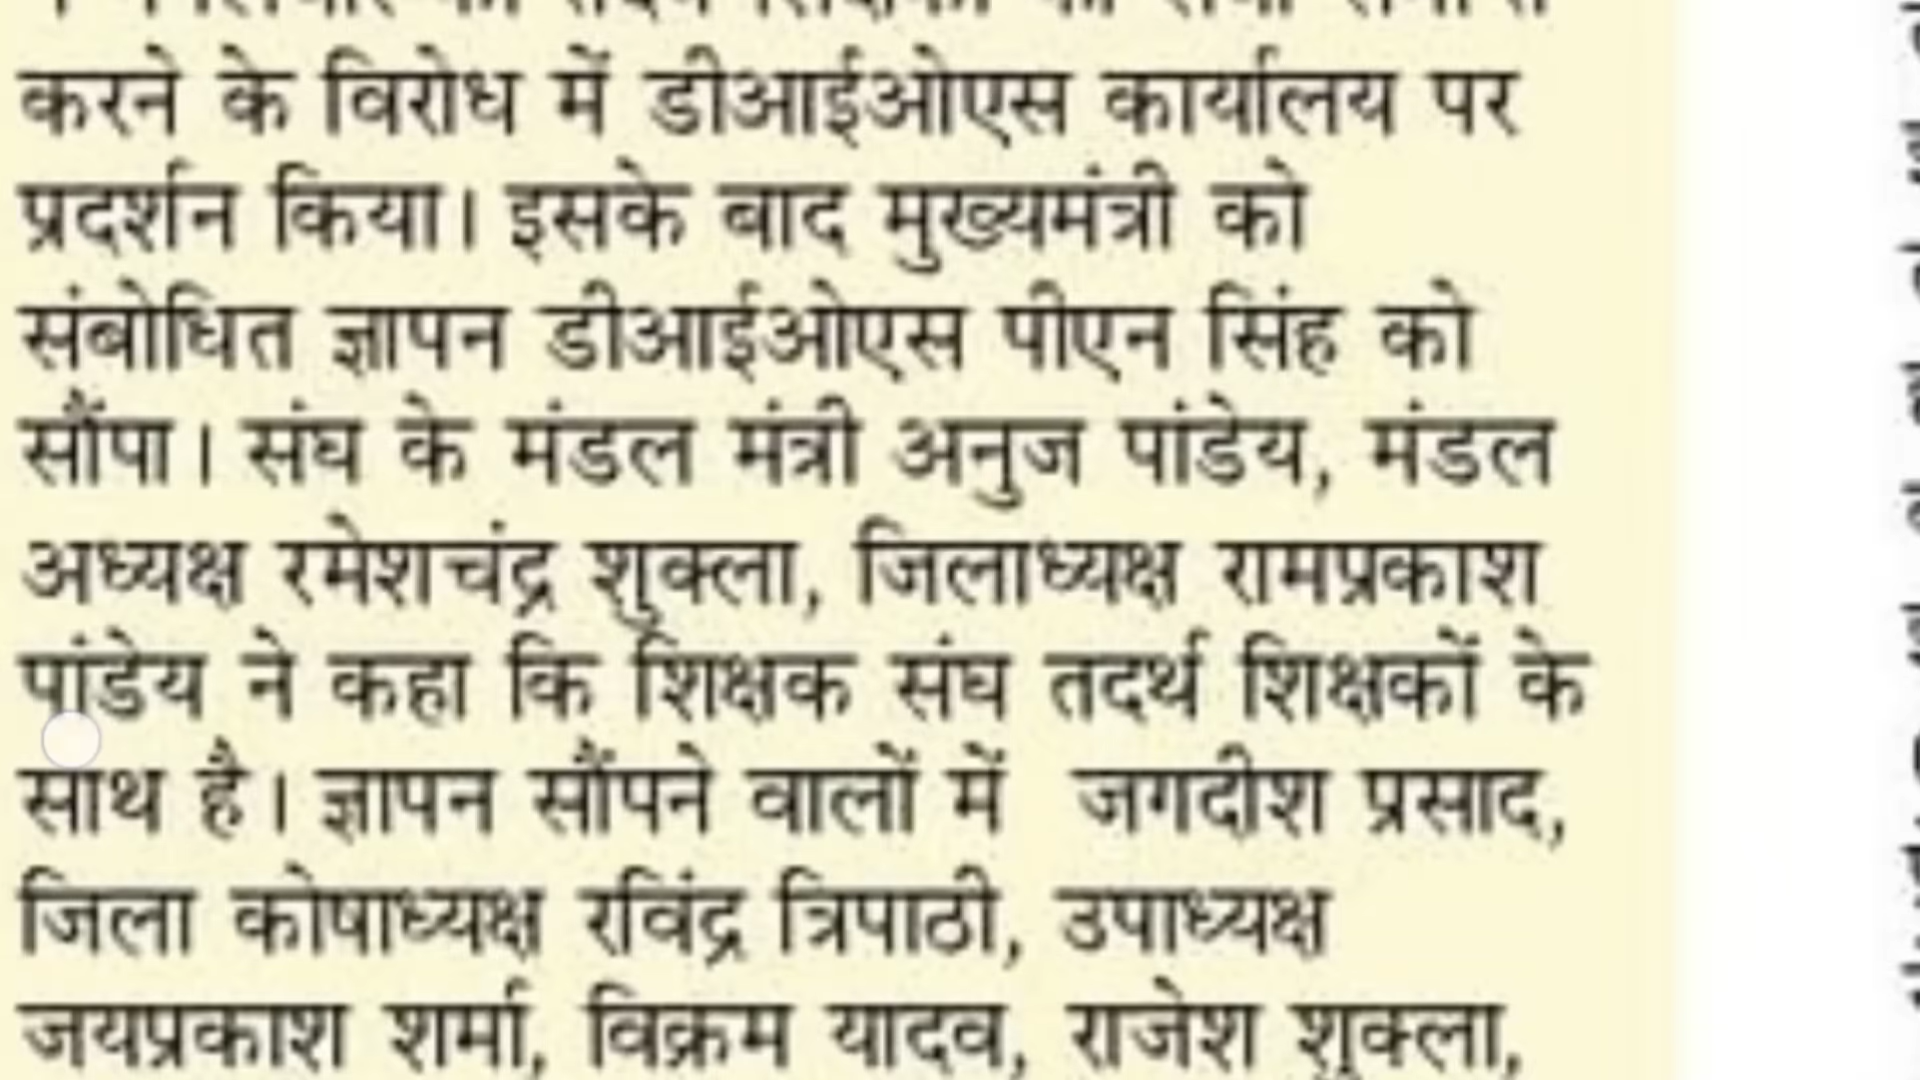 करने के विरोध में डीआईओएस कार्यालय पर
प्रदर्शन किया। इसके बाद मुख्यमंत्री को
संबोधित ज्ञापन डीआईओएस पीएन सिंह को
सौंपा। संघ के मंडल मंत्री अनुज पांडेय, मंडल
अध्यक्ष रमेशचंद्र शुक्ला, जिलाध्यक्ष रामप्रकाश
पांडेय ने कहा कि शिक्षक संघ तदर्थ शिक्षकों के
साथ है। ज्ञापन सौंपने वालों में जगदीश प्रसाद,
जिला कोषाध्यक्ष रविंद्र त्रिपाठी, उपाध्यक्ष
जयप्रकाश शर्मा, विक्रम यादव, राजेश शुक्ला,